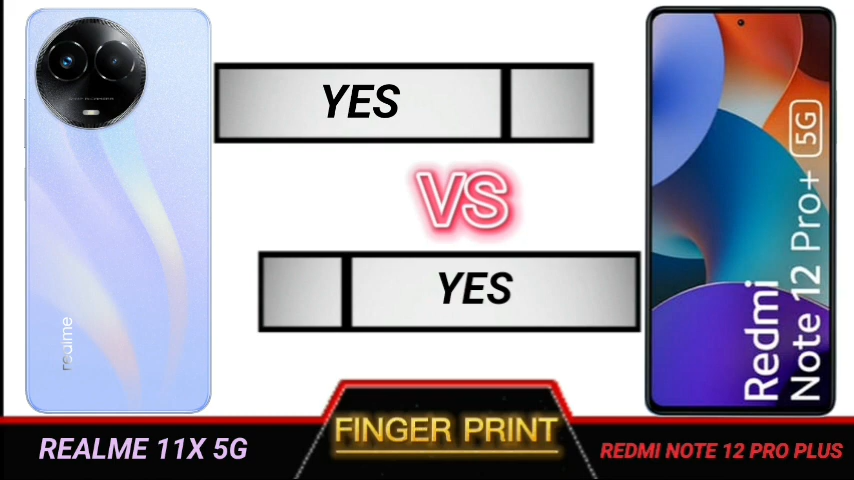 YES
VS
YES
realme
Redmi
Note 12 Pro+ 5G
FINGER PRINT
REALME 11X 5G
REDMI NOTE 12 PRO PLUS